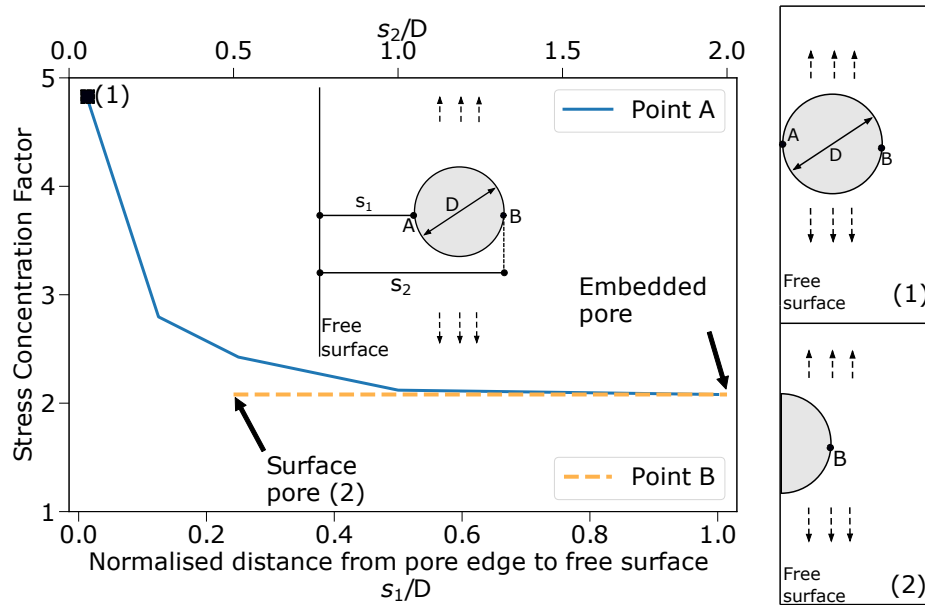 s₂/D
0.0 0.5 1.0 1.5 2.0
5
4
3
2
1
Stress Concentration Factor
(1)
Point A
s₁
A
D
B
s₂
Free
surface
Embedded
pore
Surface
pore (2)
Point B
0.0 0.2 0.4 0.6 0.8 1.0
Normalised distance from pore edge to free surface
s₁/D
A
D
B
Free
surface
(1)
B
Free
surface
(2)